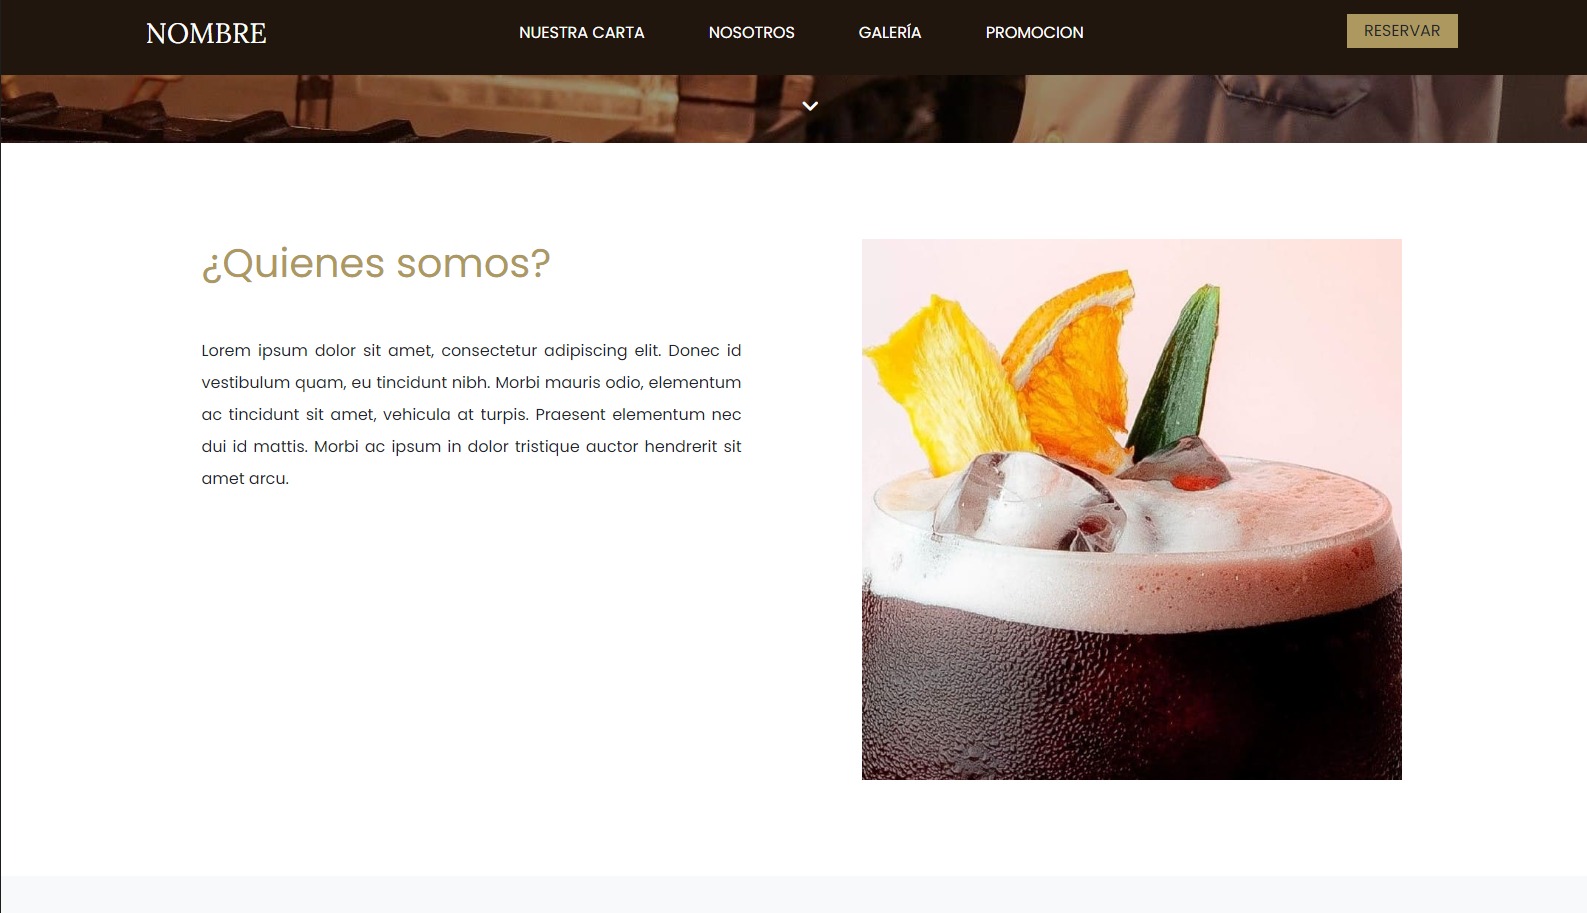 NOMBRE
NUESTRA CARTA
NOSOTROS
GALERÍA
PROMOCION
RESERVAR
¿Quienes somos?
Lorem ipsum dolor sit amet, consectetur adipiscing elit. Donec id
vestibulum quam, eu tincidunt nibh. Morbi mauris odio, elementum
ac tincidunt sit amet, vehicula at turpis. Praesent elementum nec
dui id mattis. Morbi ac ipsum in dolor tristique auctor hendrerit sit
amet arcu.